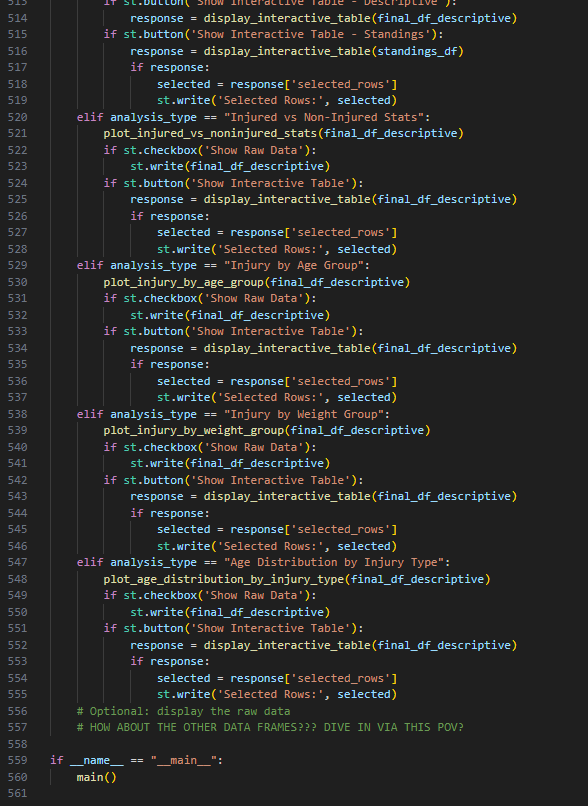 513 if st.button('Show Interactive Table - Descriptive'):
514 response = display_interactive_table(final_df_descriptive)
515 if st.button('Show Interactive Table - Standings'):
516 response = display_interactive_table(standings_df)
517 if response:
518 selected = response['selected_rows']
519 st.write('Selected Rows:', selected)
520 elif analysis_type == "Injured vs Non-Injured Stats":
521 plot_injured_vs_noninjured_stats(final_df_descriptive)
522 if st.checkbox('Show Raw Data'):
523 st.write(final_df_descriptive)
524 if st.button('Show Interactive Table'):
525 response = display_interactive_table(final_df_descriptive)
526 if response:
527 selected = response['selected_rows']
528 st.write('Selected Rows:', selected)
529 elif analysis_type == "Injury by Age Group":
530 plot_injury_by_age_group(final_df_descriptive)
531 if st.checkbox('Show Raw Data'):
532 st.write(final_df_descriptive)
533 if st.button('Show Interactive Table'):
534 response = display_interactive_table(final_df_descriptive)
535 if response:
536 selected = response['selected_rows']
537 st.write('Selected Rows:', selected)
538 elif analysis_type == "Injury by Weight Group":
539 plot_injury_by_weight_group(final_df_descriptive)
540 if st.checkbox('Show Raw Data'):
541 st.write(final_df_descriptive)
542 if st.button('Show Interactive Table'):
543 response = display_interactive_table(final_df_descriptive)
544 if response:
545 selected = response['selected_rows']
546 st.write('Selected Rows:', selected)
547 elif analysis_type == "Age Distribution by Injury Type":
548 plot_age_distribution_by_injury_type(final_df_descriptive)
549 if st.checkbox('Show Raw Data'):
550 st.write(final_df_descriptive)
551 if st.button('Show Interactive Table'):
552 response = display_interactive_table(final_df_descriptive)
553 if response:
554 selected = response['selected_rows']
555 st.write('Selected Rows:', selected)
556 # Optional: display the raw data
557 # HOW ABOUT THE OTHER DATA FRAMES??? DIVE IN VIA THIS POV?
558
559 if __name__ == "__main__":
560 main()
561